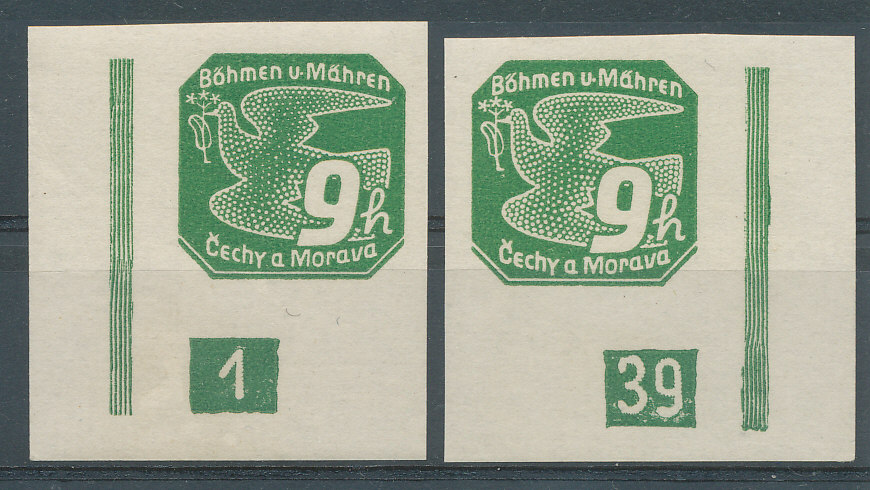 Böhmen u. Mähren
9h
Čechy a Morava
1
Böhmen u. Mähren
9h
Čechy a Morava
39